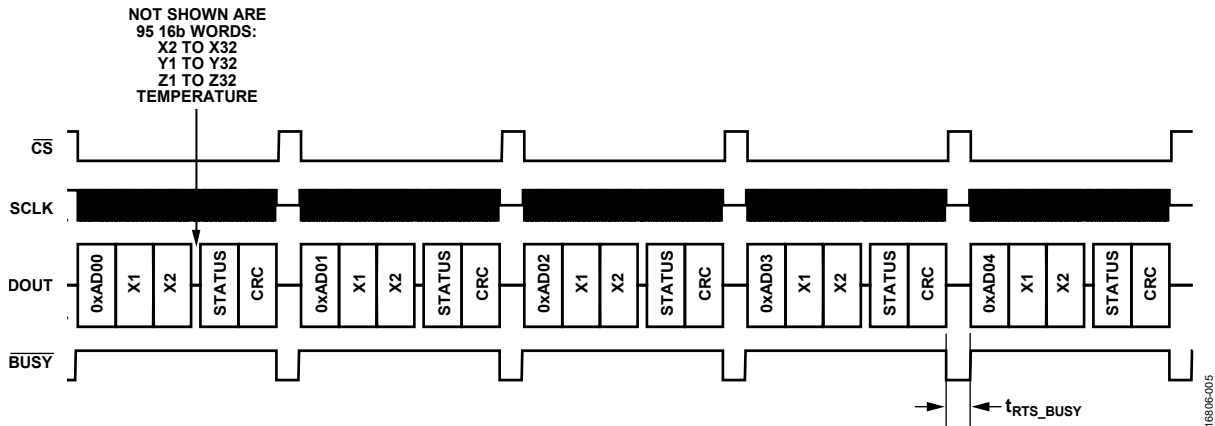 NOT SHOWN ARE
95 16b WORDS:
X2 TO X32
Y1 TO Y32
Z1 TO Z32
TEMPERATURE
CS
SCLK
DOUT
0xAD00 X1 X2 STATUS CRC 0xAD01 X1 X2 STATUS CRC 0xAD02 X1 X2 STATUS CRC 0xAD03 X1 X2 STATUS CRC 0xAD04 X1 X2 STATUS CRC
BUSY
tRTS_BUSY
16806-005